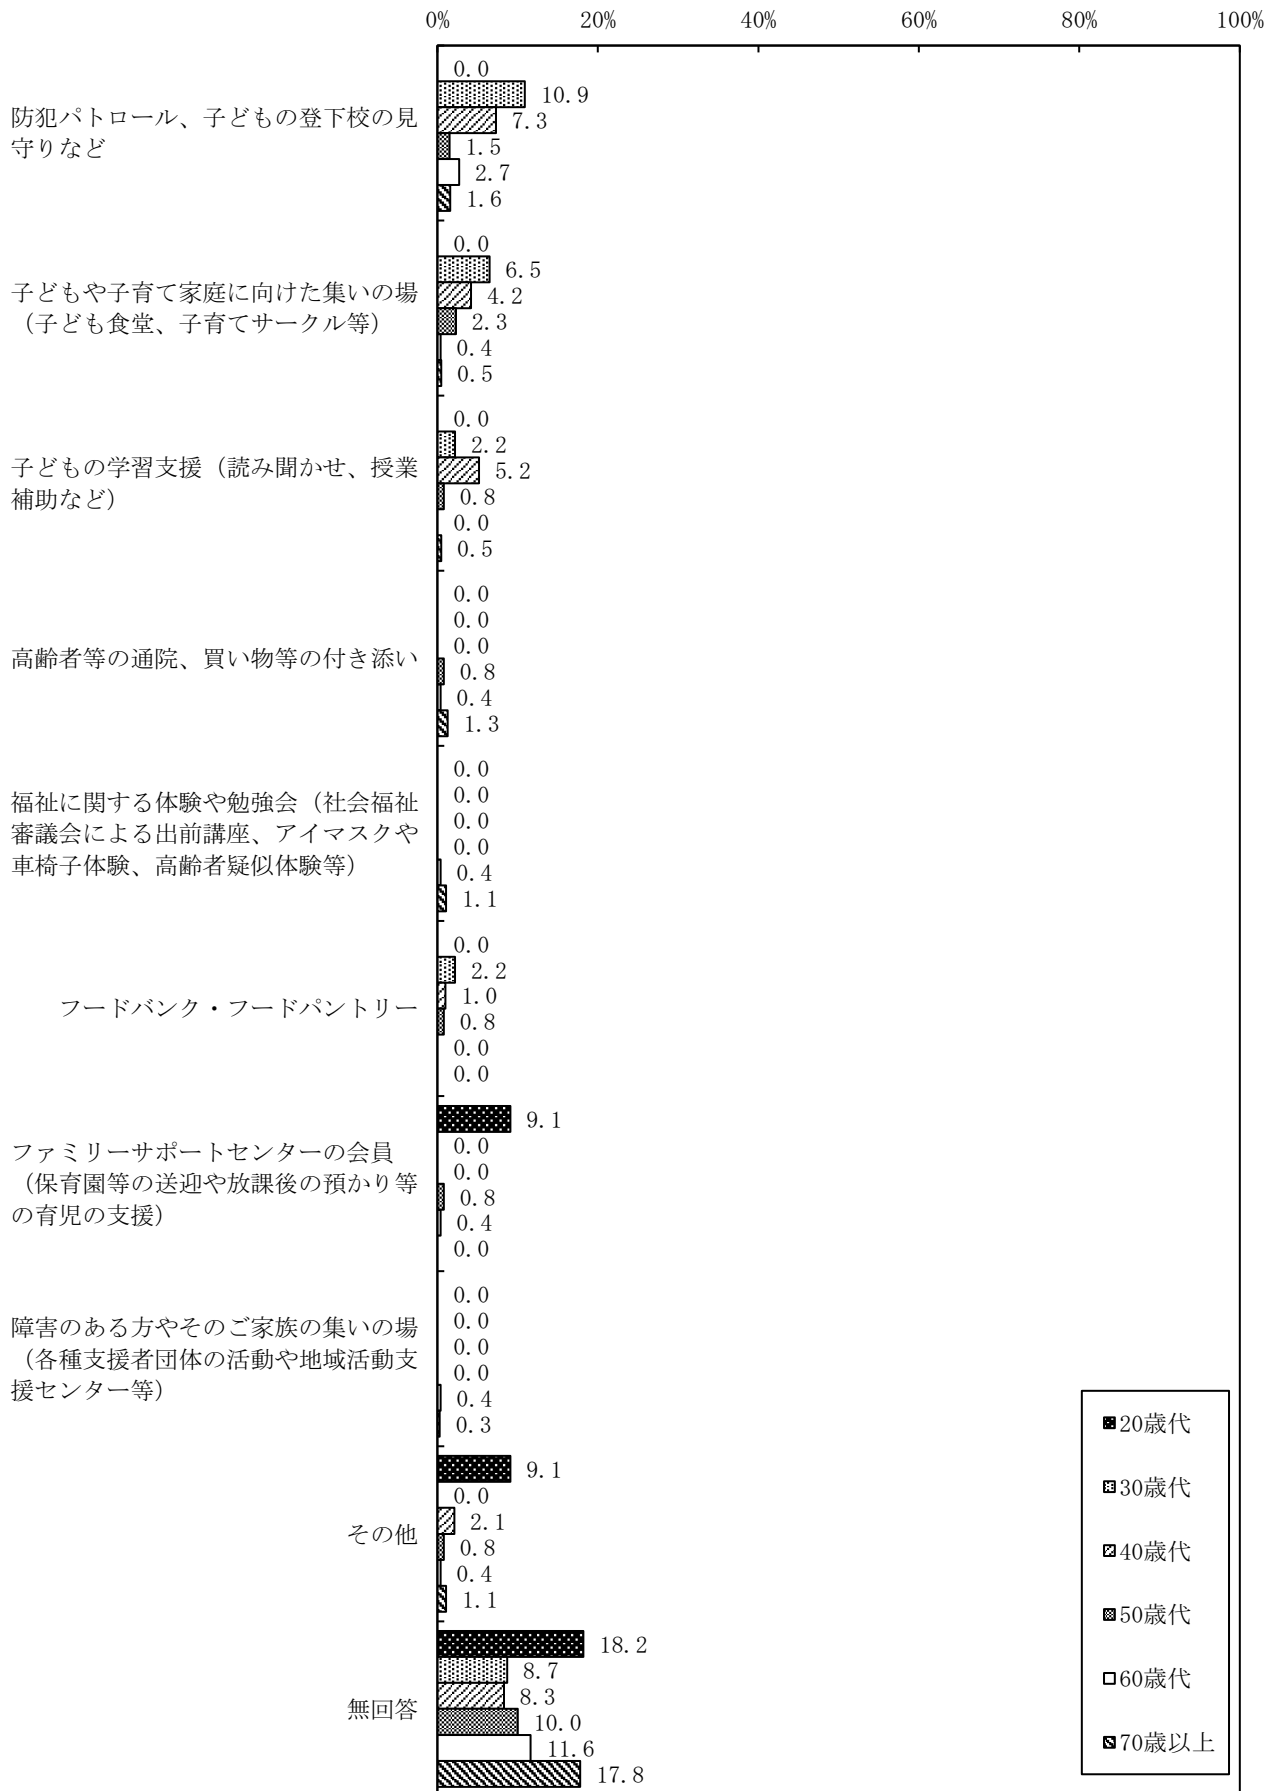 0%
20%
40%
60%
80%
100%
防犯パトロール、子どもの登下校の見
守りなど
0.0
10.9
7.3
1.5
2.7
1.6
子どもや子育て家庭に向けた集いの場
（子ども食堂、子育てサークル等）
0.0
6.5
4.2
2.3
0.4
0.5
子どもの学習支援（読み聞かせ、授業
補助など）
0.0
2.2
5.2
0.8
0.0
0.5
高齢者等の通院、買い物等の付き添い
0.0
0.0
0.0
0.8
0.4
1.3
福祉に関する体験や勉強会（社会福祉
審議会による出前講座、アイマスクや
車椅子体験、高齢者疑似体験等）
0.0
0.0
0.0
0.0
0.4
1.1
フードバンク・フードパントリー
0.0
2.2
1.0
0.8
0.0
0.0
ファミリーサポートセンターの会員
（保育園等の送迎や放課後の預かり等
の育児の支援）
9.1
0.0
0.0
0.8
0.4
0.0
障害のある方やそのご家族の集いの場
（各種支援者団体の活動や地域活動支
援センター等）
0.0
0.0
0.0
0.0
0.4
0.3
その他
9.1
0.0
2.1
0.8
0.4
1.1
無回答
18.2
8.7
8.3
10.0
11.6
17.8
20歳代
30歳代
40歳代
50歳代
60歳代
70歳以上